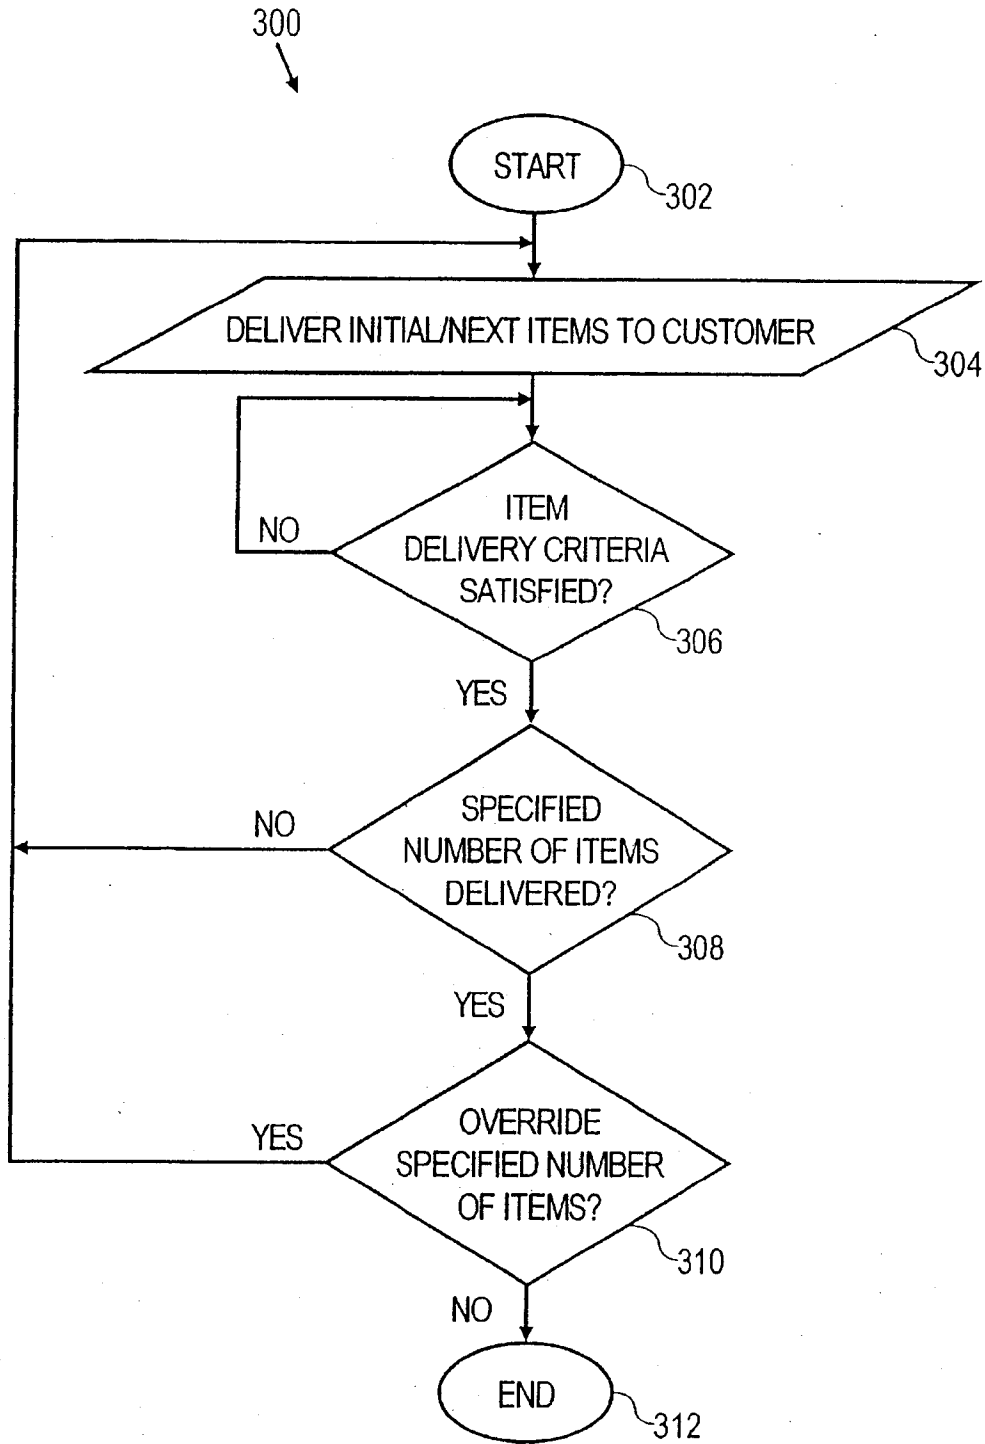 300
START
302
DELIVER INITIAL/NEXT ITEMS TO CUSTOMER
304
ITEM
DELIVERY CRITERIA
SATISFIED?
NO
306
YES
SPECIFIED
NUMBER OF ITEMS
DELIVERED?
NO
308
YES
OVERRIDE
SPECIFIED NUMBER
OF ITEMS?
YES
310
NO
END
312